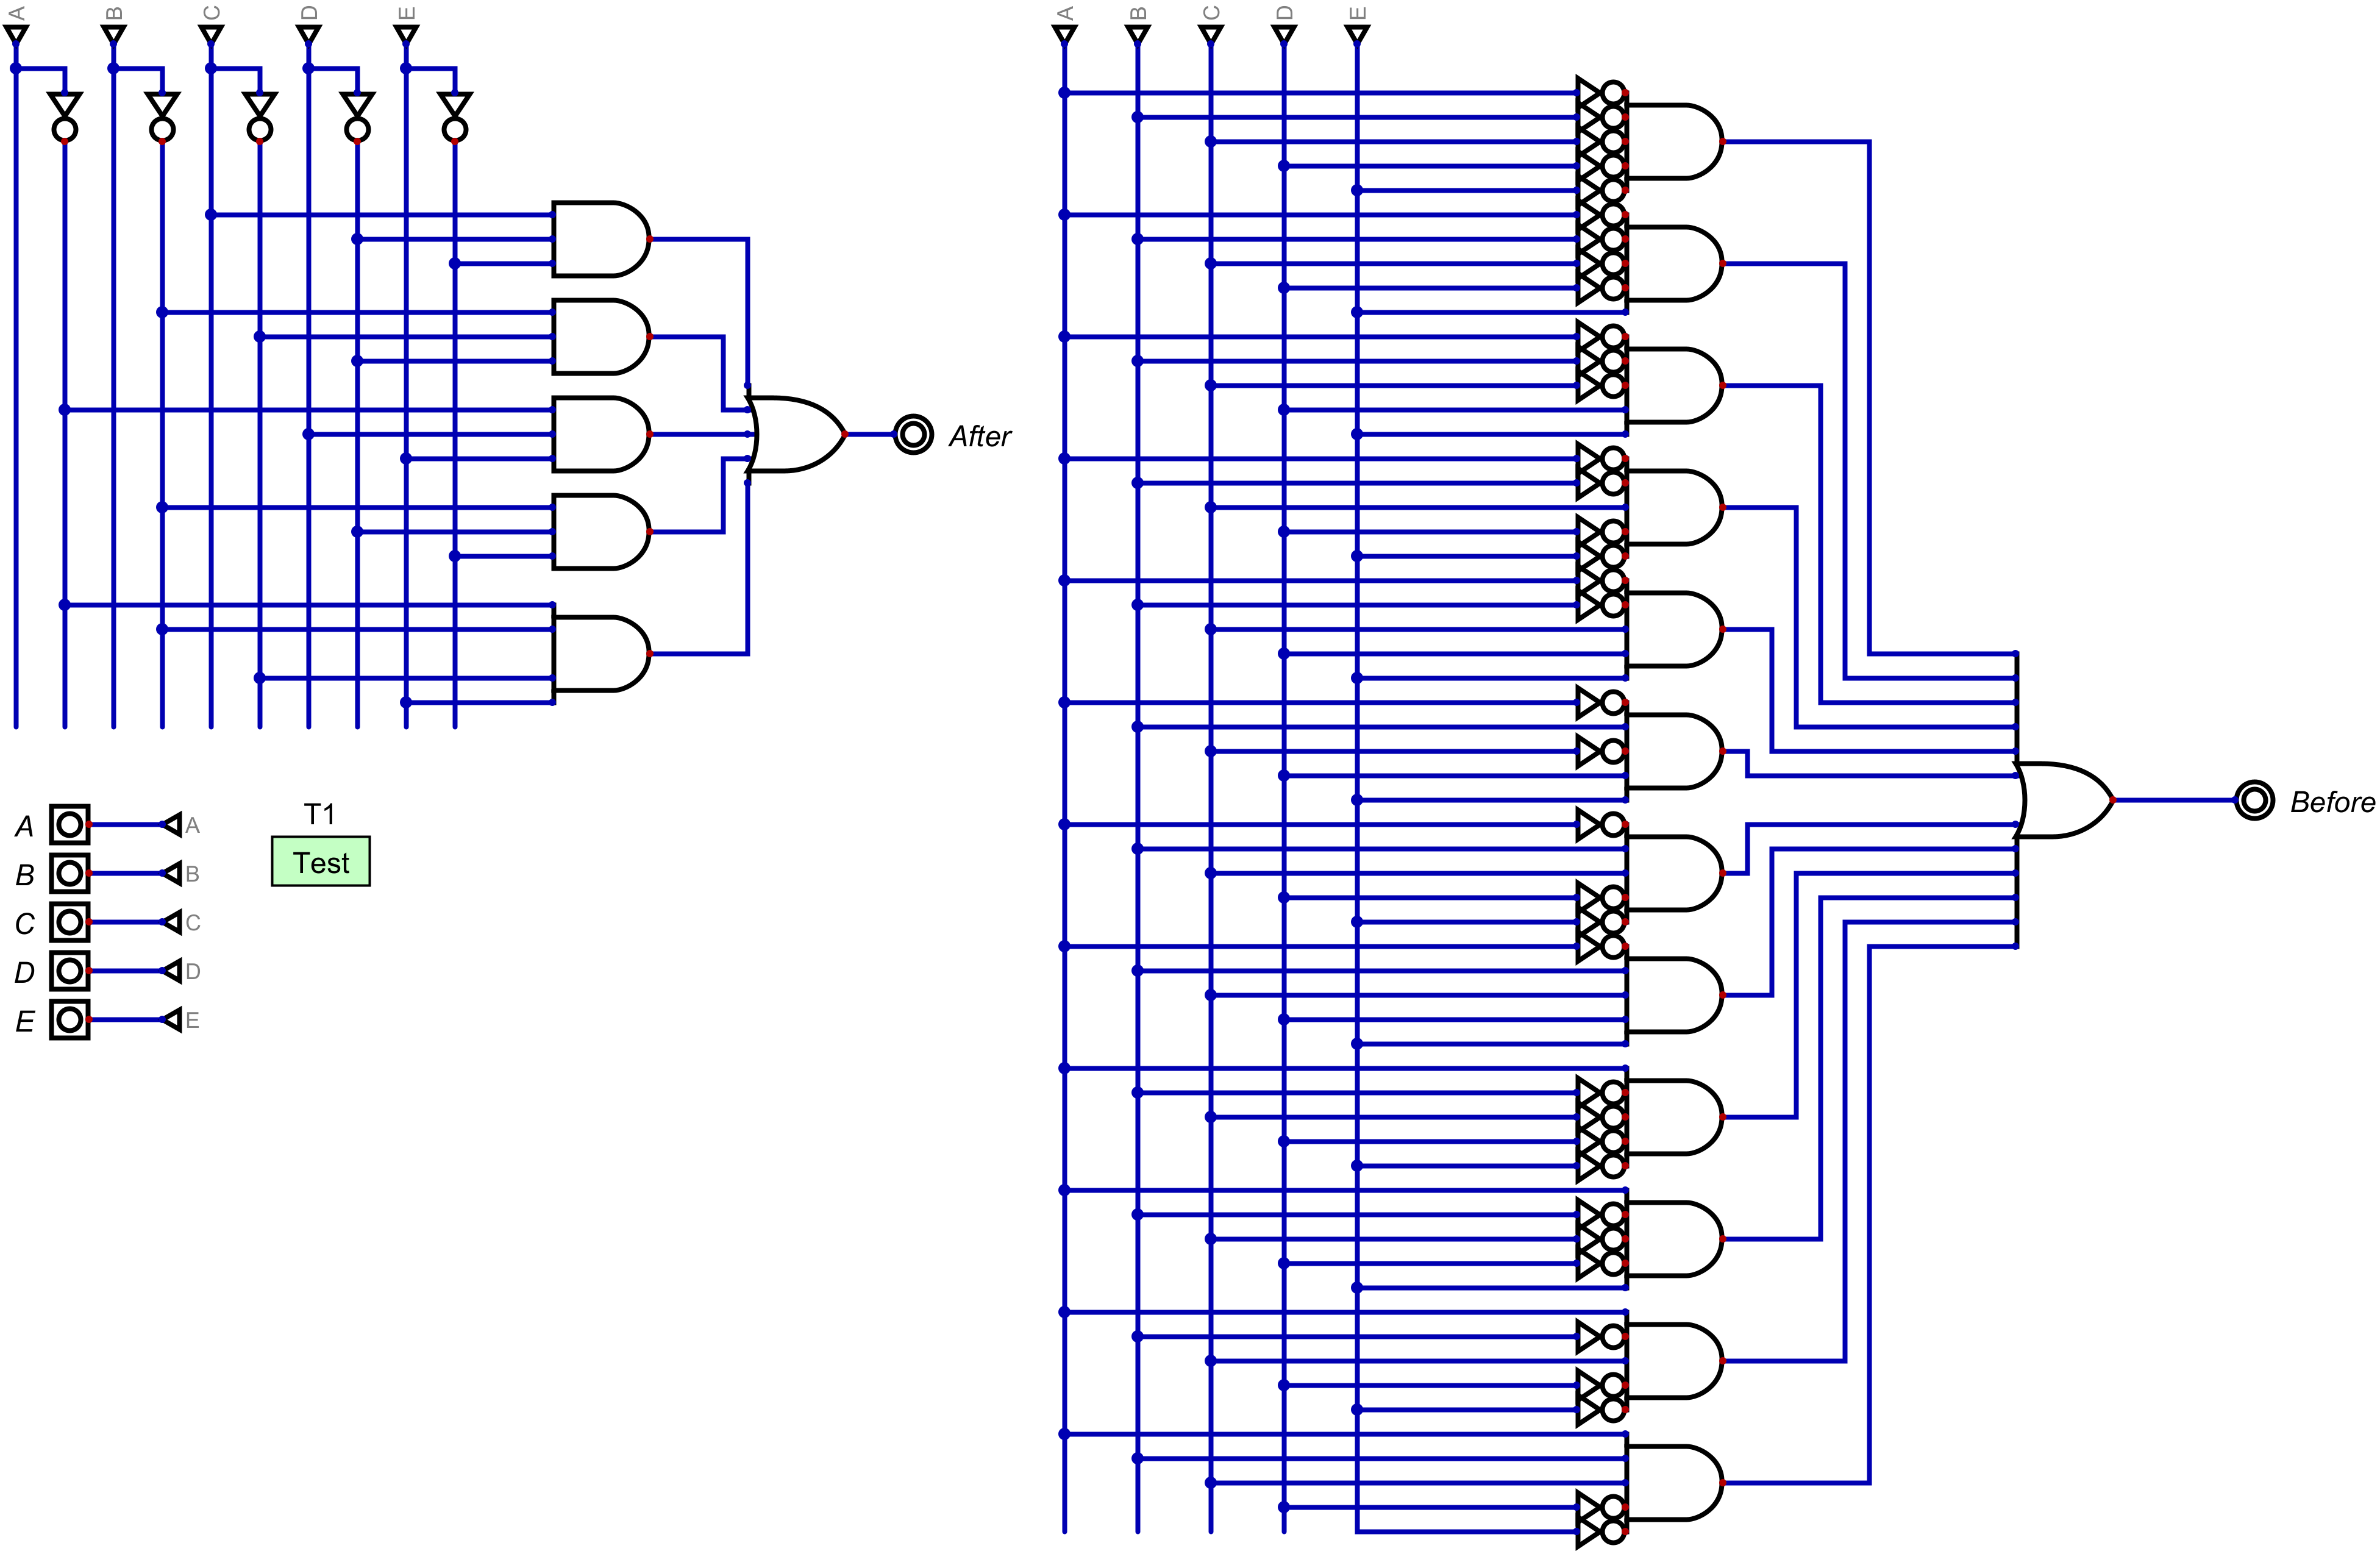 A B C D E
A B C D E
After
Before
T1
Test
A A
B B
C C
D D
E E